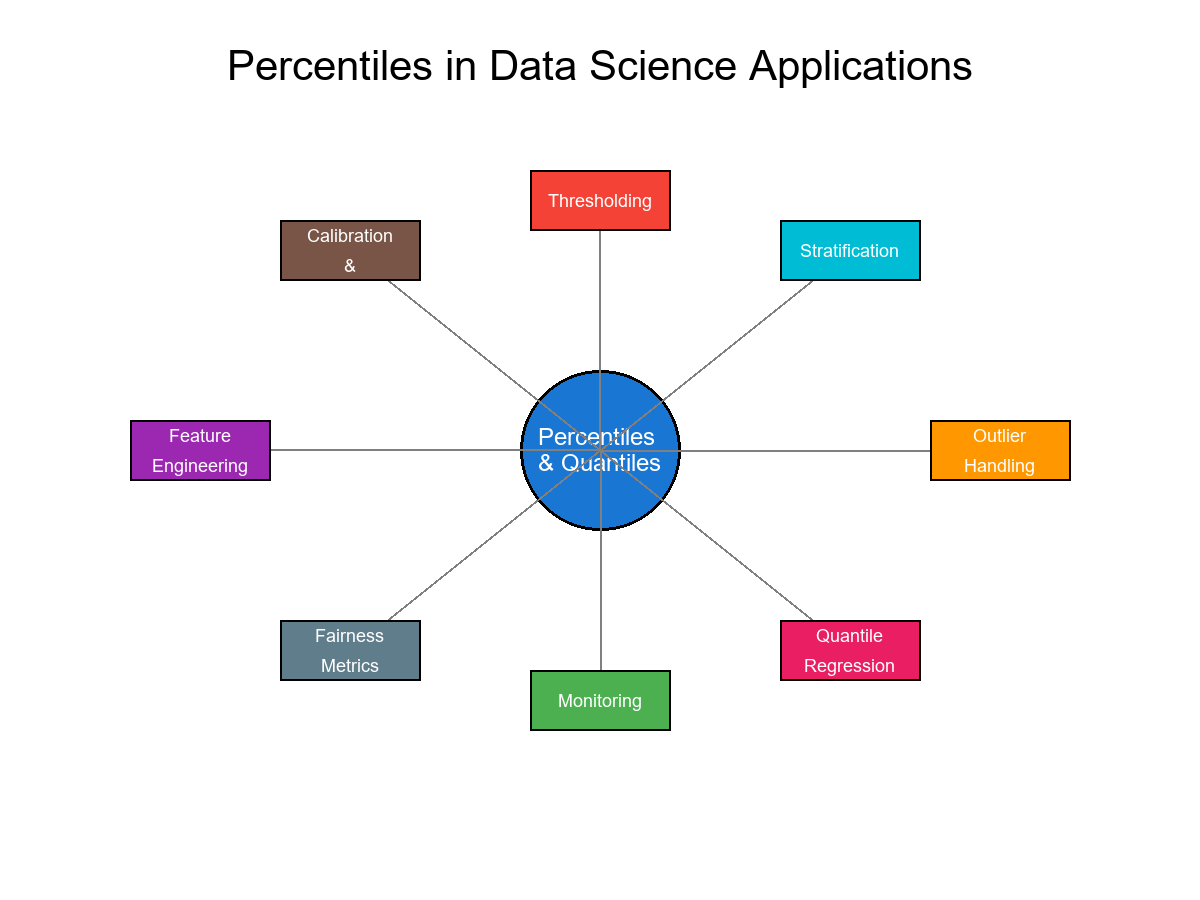 Percentiles in Data Science Applications
Thresholding
Calibration
&
Stratification
Percentiles
& Quantiles
Feature
Engineering
Outlier
Handling
Fairness
Metrics
Quantile
Regression
Monitoring